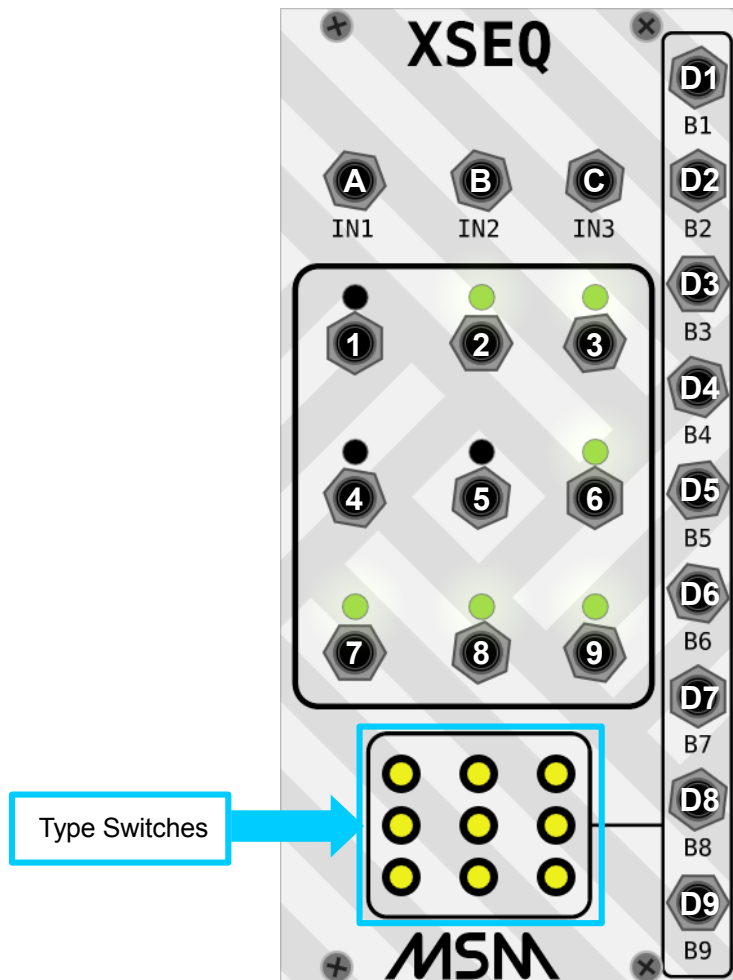 XSEQ
A B C
IN1 IN2 IN3
1 2 3
4 5 6
7 8 9
D1
B1
D2
B2
D3
B3
D4
B4
D5
B5
D6
B6
D7
B7
D8
B8
D9
B9
Type Switches
MSM